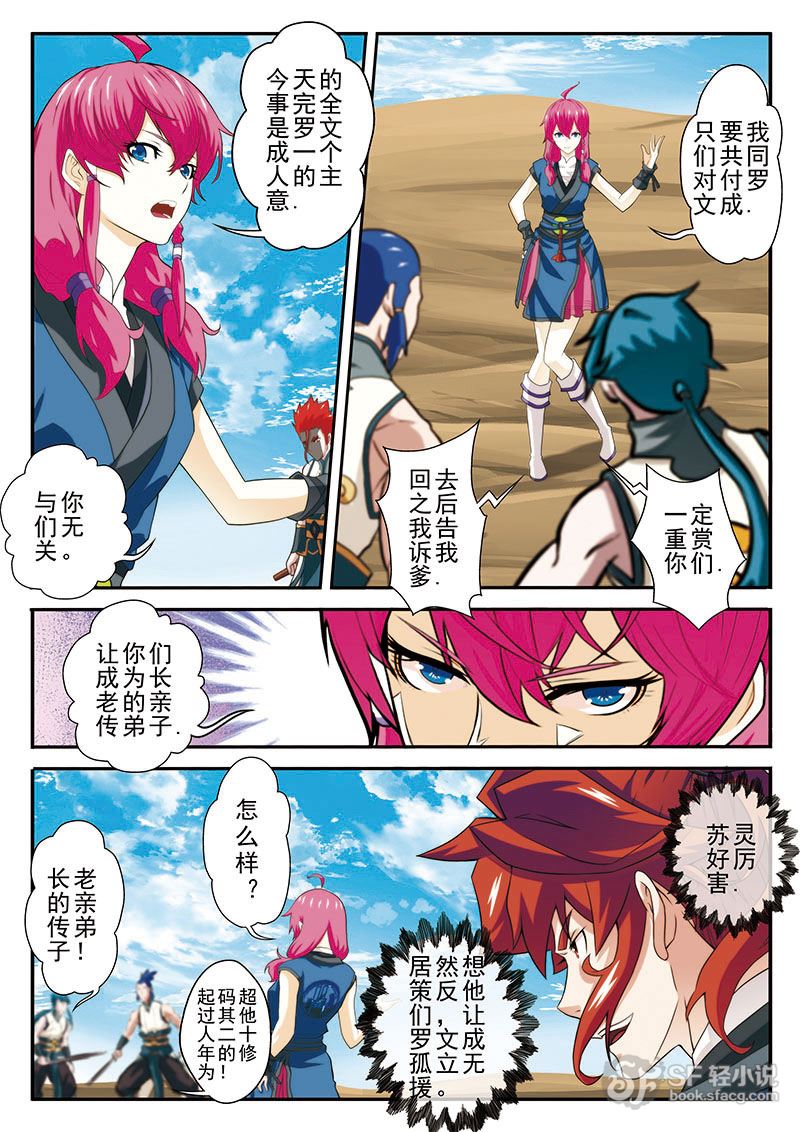 今天的
事完全
是罗文
成一个
人的主
意.
与你
们无
关。
只要我
们共同
对付罗
文成.
回去
之后
我告
诉我
爹
一定
重赏
你们.
让你们
成为长
老的亲
传弟子.
怎么样?
长老
的亲
传弟
子!
起码超
过其他
人二十
年的修
为!
苏灵
好厉
害.
居然想
策反他
们,让
罗文成
孤立无
援。
SF轻小说
book.sfacg.com